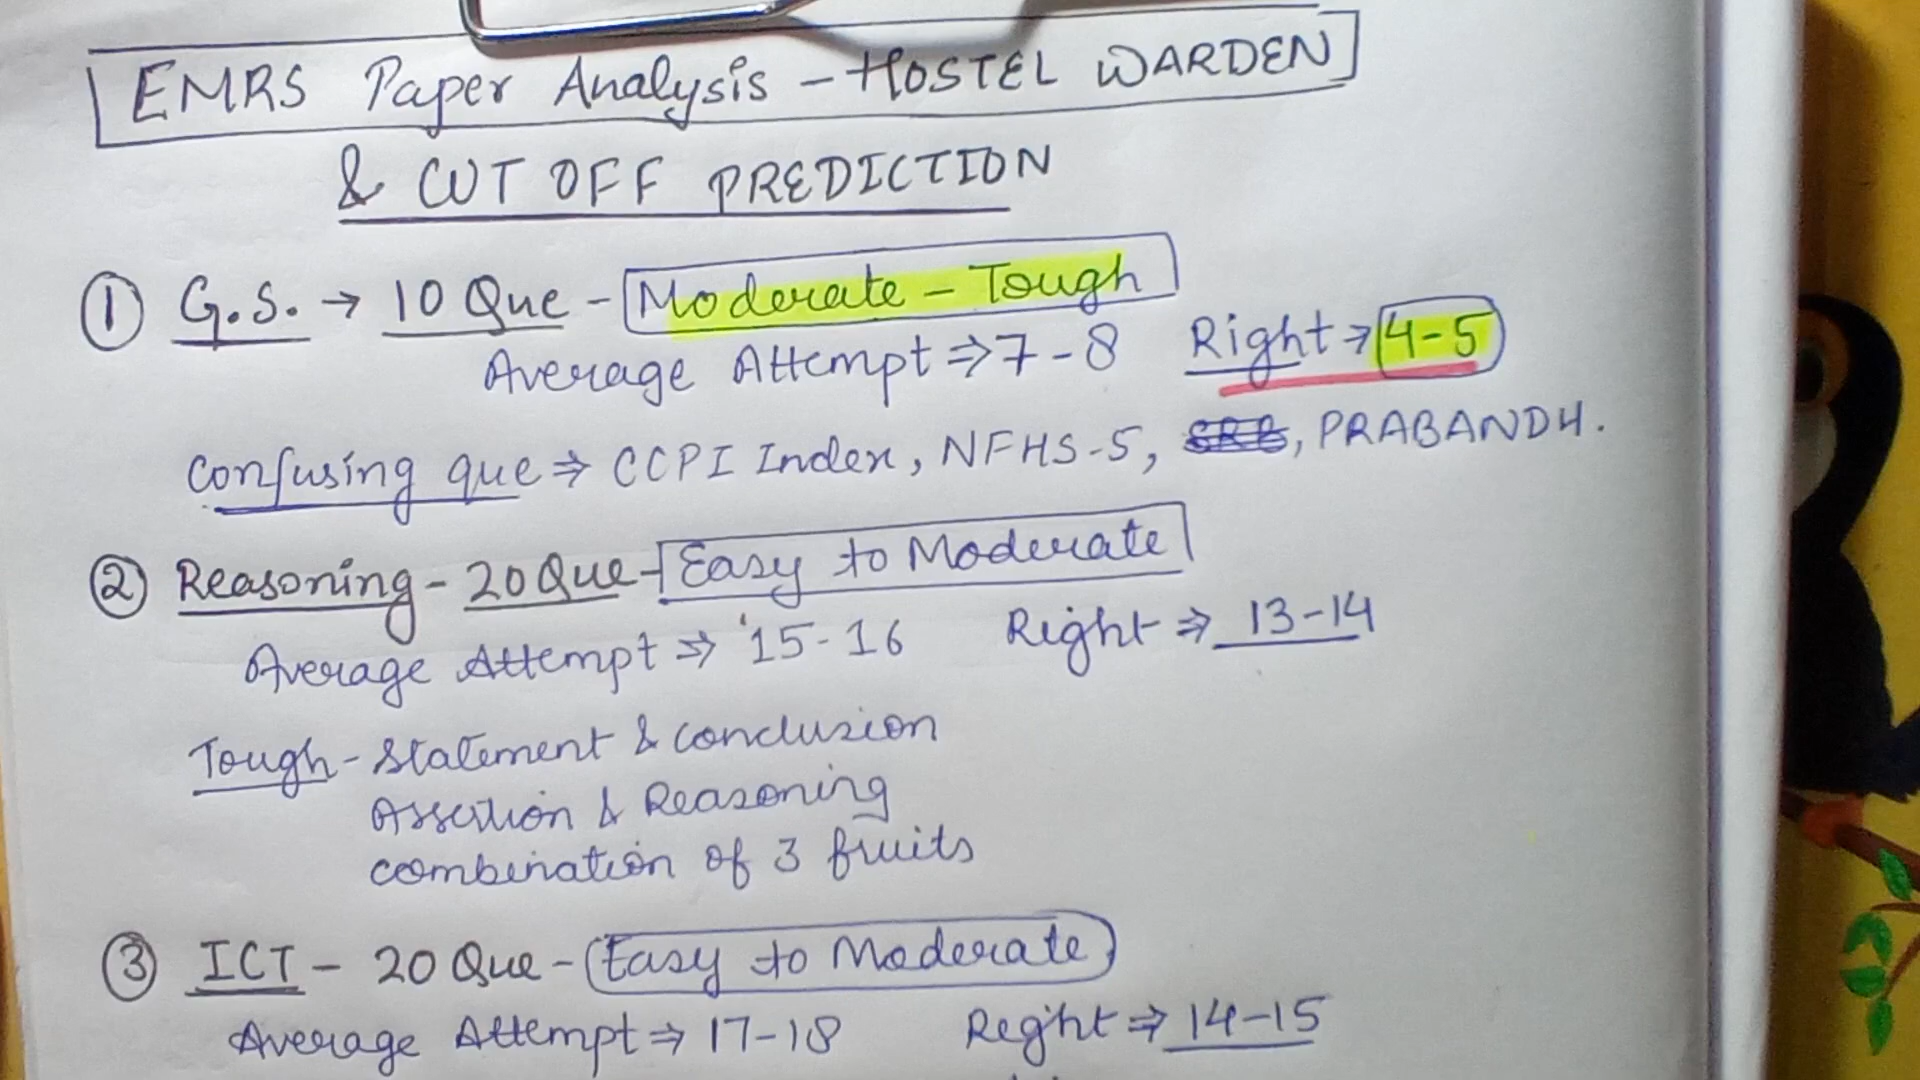 EMRS Paper Analysis - HOSTEL WARDEN
& CUT OFF PREDICTION
① G.S. → 10 Que - Moderate - Tough
Average Attempt ⇒ 7-8 Right → 4-5
Confusing que ⇒ CCPI Index, NFHS-5, , PRABANDH.
② Reasoning - 20 Que - Easy to Moderate
Average Attempt ⇒ 15-16 Right ⇒ 13-14
Tough - Statement & conclusion
Assertion & Reasoning
combination of 3 fruits
③ ICT - 20 Que - Easy to Moderate
Average Attempt ⇒ 17-18 Right ⇒ 14-15